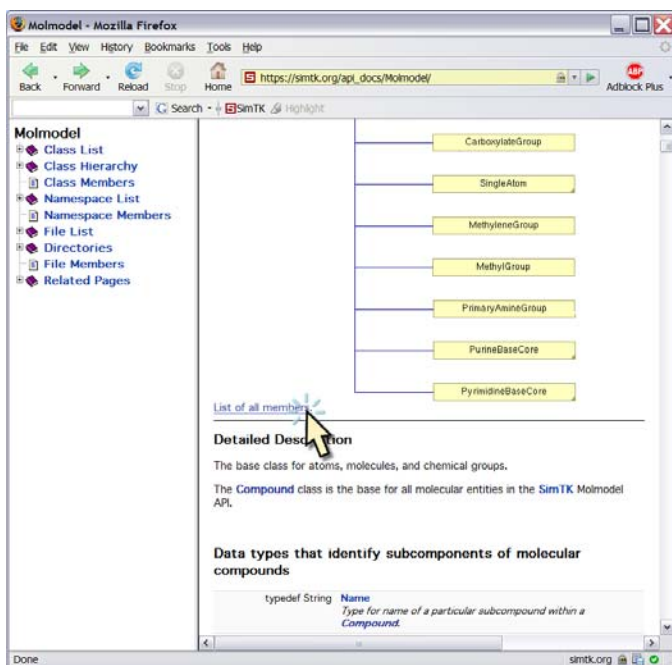 Molmodel - Mozilla Firefox
File Edit View History Bookmarks Tools Help
Back Forward Reload Stop Home https://simtk.org/api_docs/Molmodel/ ABP Adblock Plus
Search SimTK Highlight
Molmodel
Class List
Class Hierarchy
Class Members
Namespace List
Namespace Members
File List
Directories
File Members
Related Pages
CarboxylateGroup
SingleAtom
MethyleneGroup
MethylGroup
PrimaryAmineGroup
PurineBaseCore
PyrimidineBaseCore
List of all members
Detailed Description
The base class for atoms, molecules, and chemical groups.
The Compound class is the base for all molecular entities in the SimTK Molmodel
API.
Data types that identify subcomponents of molecular
compounds
typedef String Name
Type for name of a particular subcompound within a
Compound.
Done simtk.org